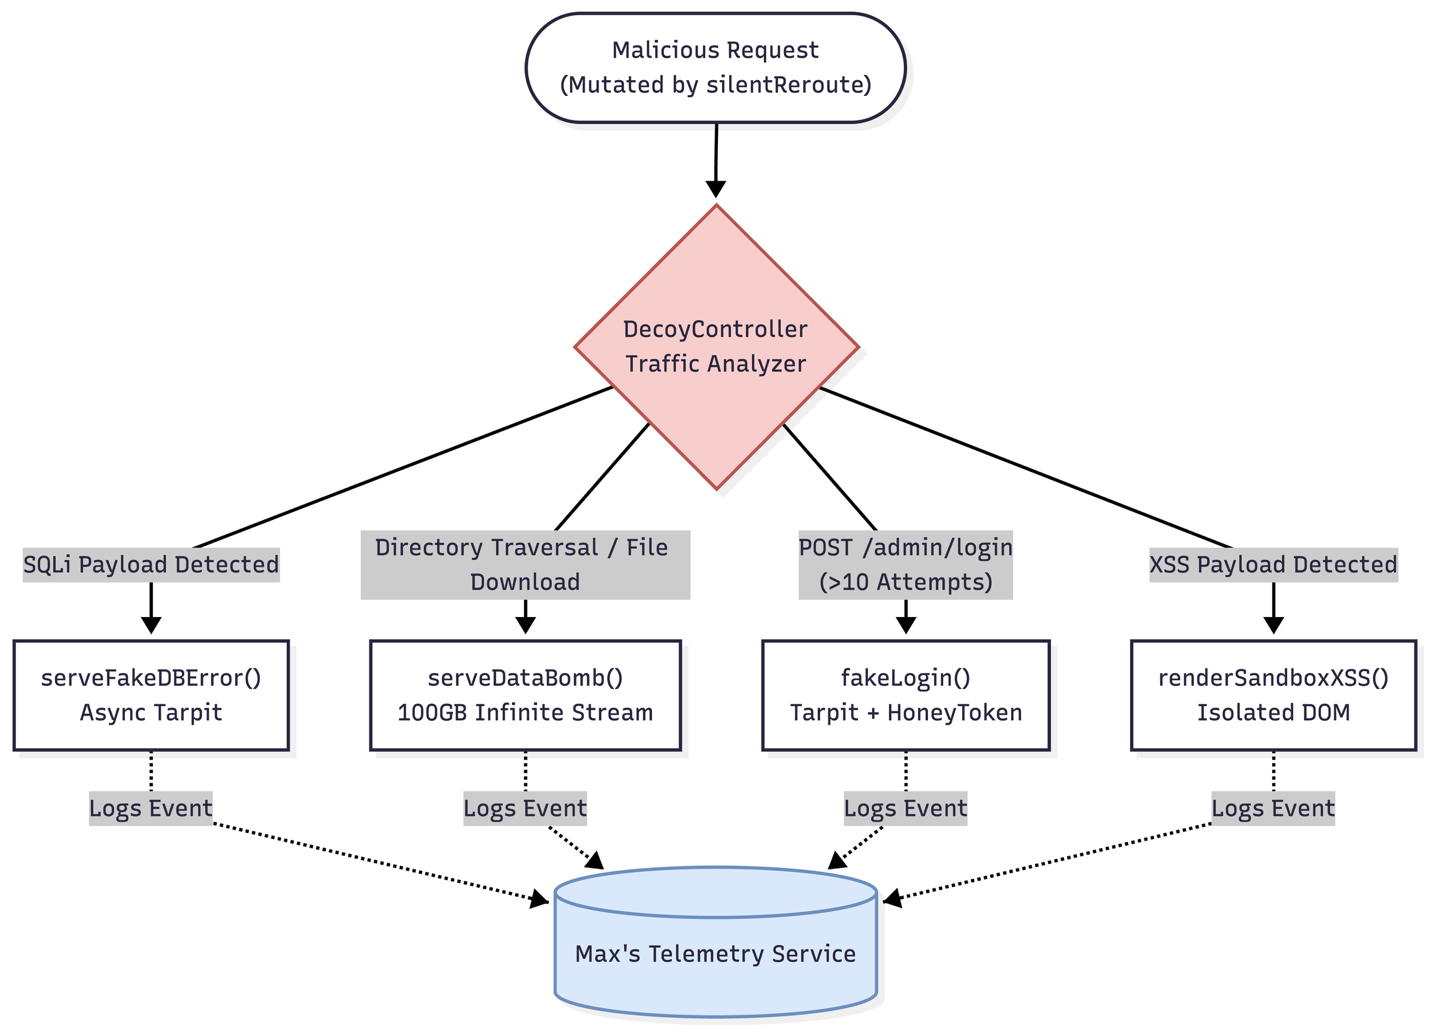 Malicious Request
(Mutated by silentReroute)
DecoyController
Traffic Analyzer
SQLi Payload Detected
Directory Traversal / File
Download
POST /admin/login
(>10 Attempts)
XSS Payload Detected
serveFakeDBError()
Async Tarpit
serveDataBomb()
100GB Infinite Stream
fakeLogin()
Tarpit + HoneyToken
renderSandboxXSS()
Isolated DOM
Logs Event
Logs Event
Logs Event
Logs Event
Max's Telemetry Service